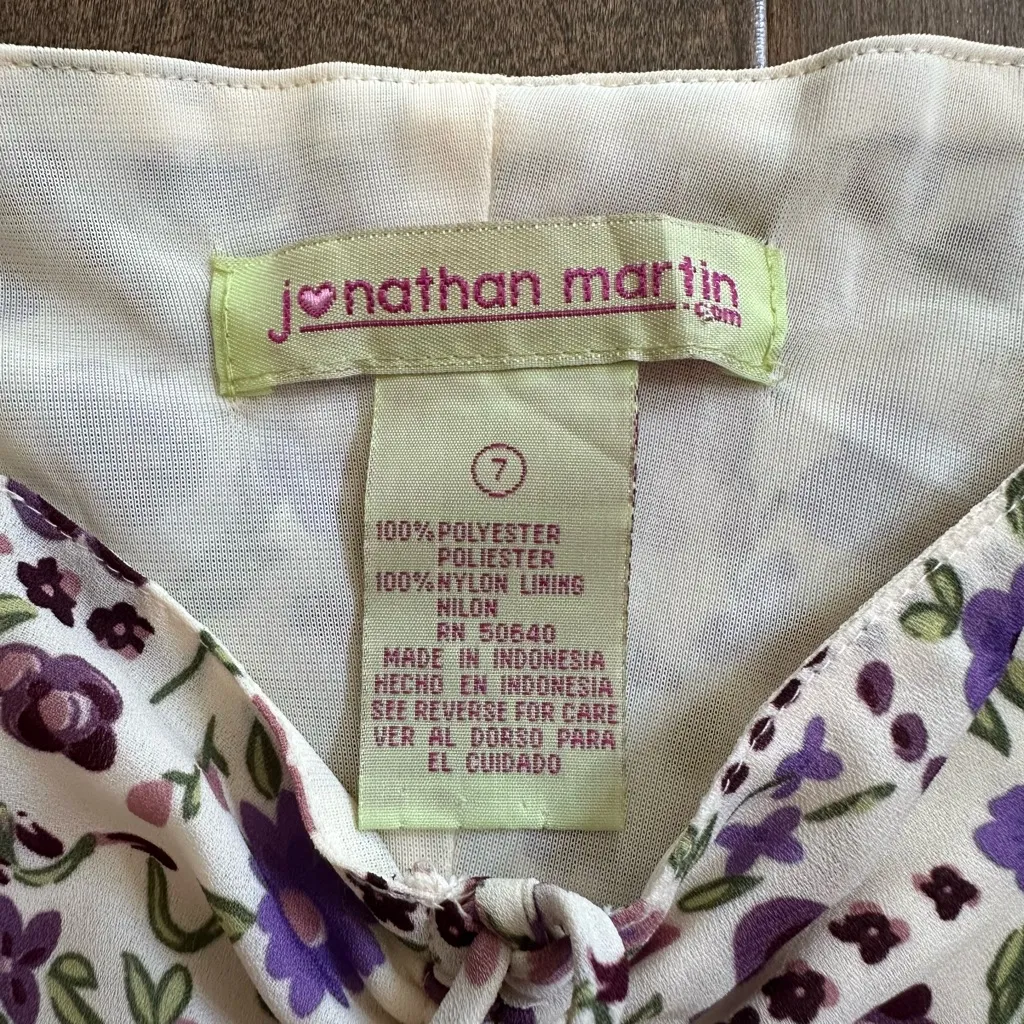 jonathan martin
.com
7
100% POLYESTER
POLIESTER
100% NYLON LINING
NILON
RN 50640
MADE IN INDONESIA
HECHO EN INDONESIA
SEE REVERSE FOR CARE
VER AL DORSO PARA
EL CUIDADO